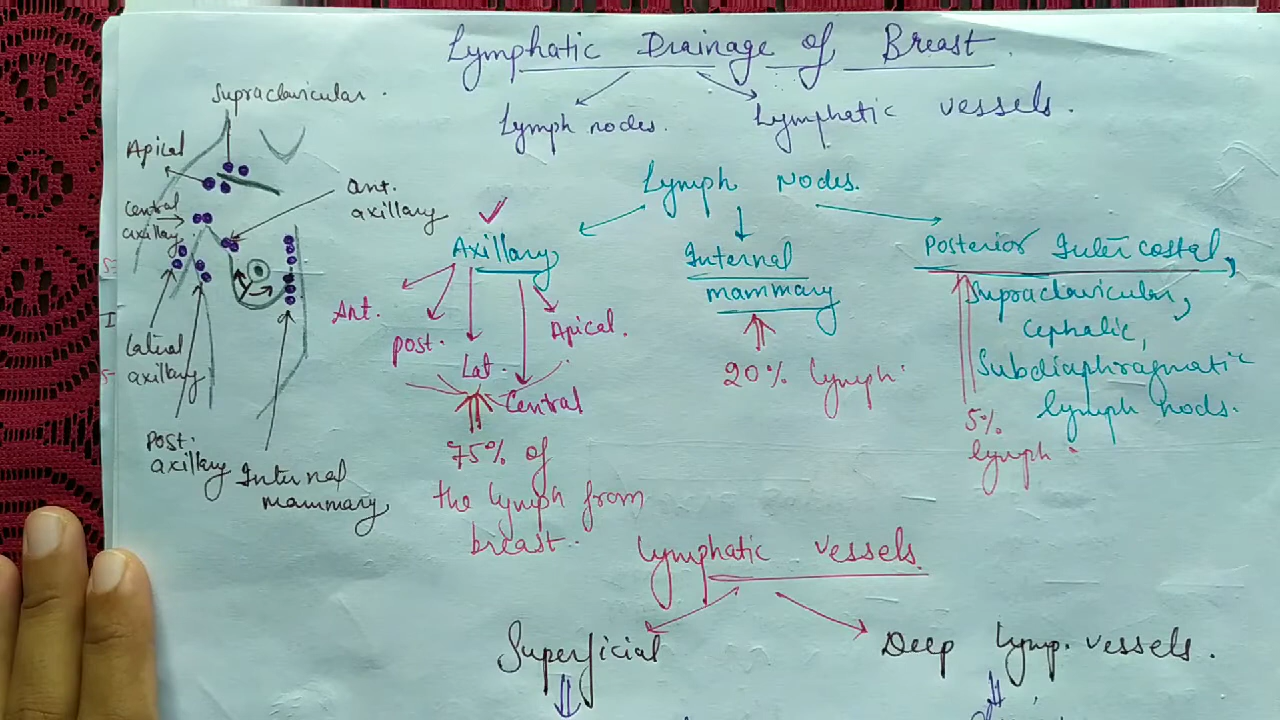 Lymphatic Drainage of Breast.
Lymph nodes.
Lymphatic vessels.
Supraclavicular.
Apical
Central
axillay
ant.
axillary
Lateral
axillary
Post.
axillary
Internal
mammary
Lymph Nodes.
Axillary
Internal
mammary
Posterior Intercostal,
Supraclavicular,
Cephalic,
Subdiaphragmatic
lymph nods.
Ant.
Post.
Lat.
Central
Apical.
75% of
the lymph from
breast.
20% lymph.
5%
lymph.
Lymphatic vessels.
Superficial
Deep lymp. vessels.